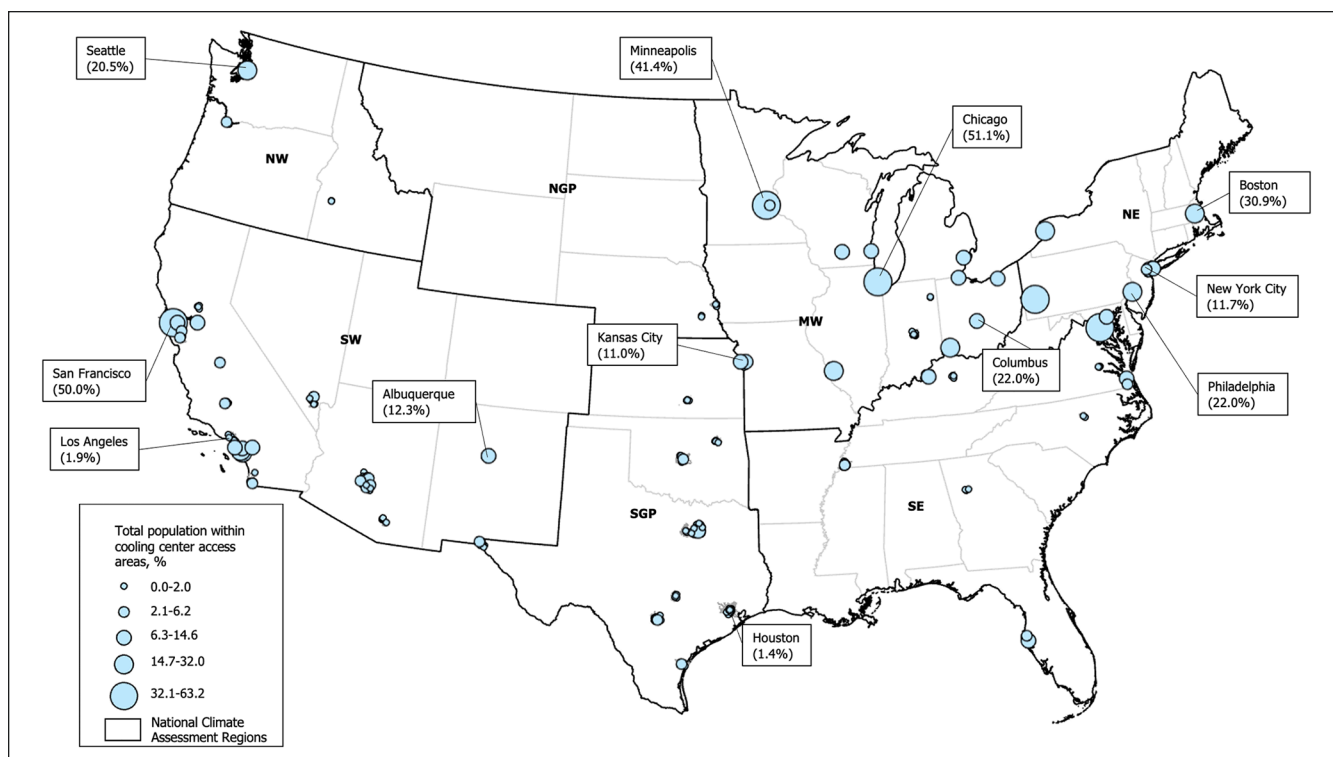 Seattle
(20.5%)
Minneapolis
(41.4%)
Chicago
(51.1%)
NW
NGP
NE
Boston
(30.9%)
New York City
(11.7%)
SW
MW
Kansas City
(11.0%)
San Francisco
(50.0%)
Columbus
(22.0%)
Albuquerque
(12.3%)
Philadelphia
(22.0%)
Los Angeles
(1.9%)
SGP
SE
Houston
(1.4%)
Total population within
cooling center access
areas, %
0.0-2.0
2.1-6.2
6.3-14.6
14.7-32.0
32.1-63.2
National Climate
Assessment Regions